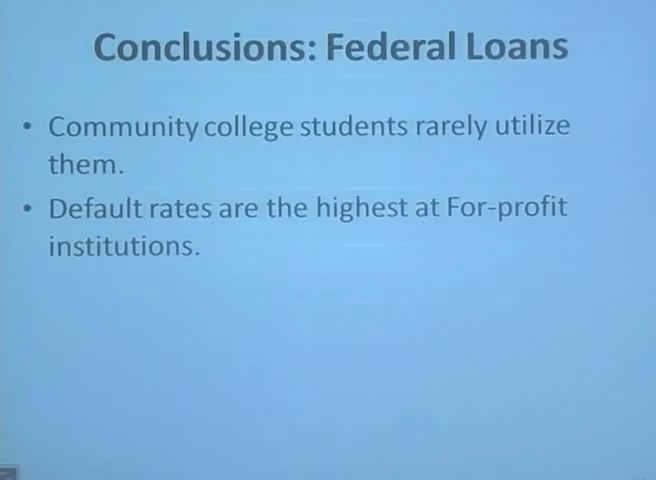 Conclusions: Federal Loans
• Community college students rarely utilize
them.
• Default rates are the highest at For-profit
institutions.